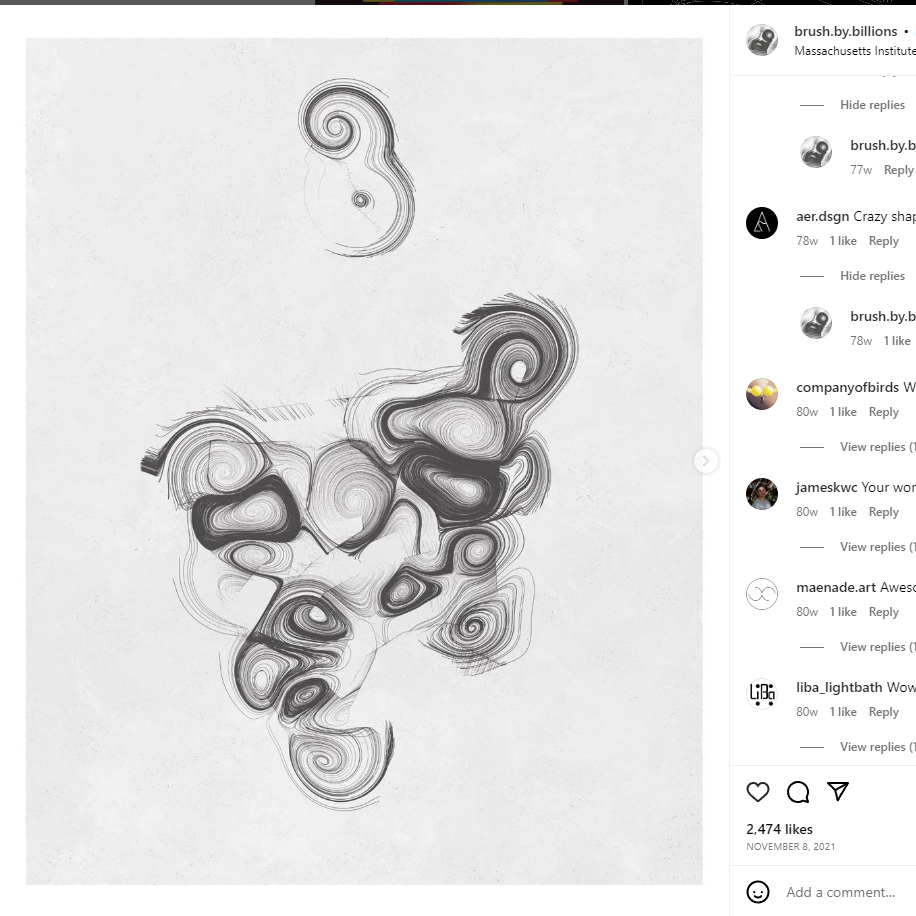 brush.by.billions •
Massachusetts Institute
Hide replies
brush.by.b
77w Reply
aer.dsgn Crazy shap
78w 1 like Reply
Hide replies
brush.by.b
78w 1 like
companyofbirds W
80w 1 like Reply
View replies (1
jameskwc Your wor
80w 1 like Reply
View replies (1
maenade.art Aweso
80w 1 like Reply
View replies (1
LiBa
liba_lightbath Wow
80w 1 like Reply
View replies (1
2,474 likes
NOVEMBER 8, 2021
Add a comment...